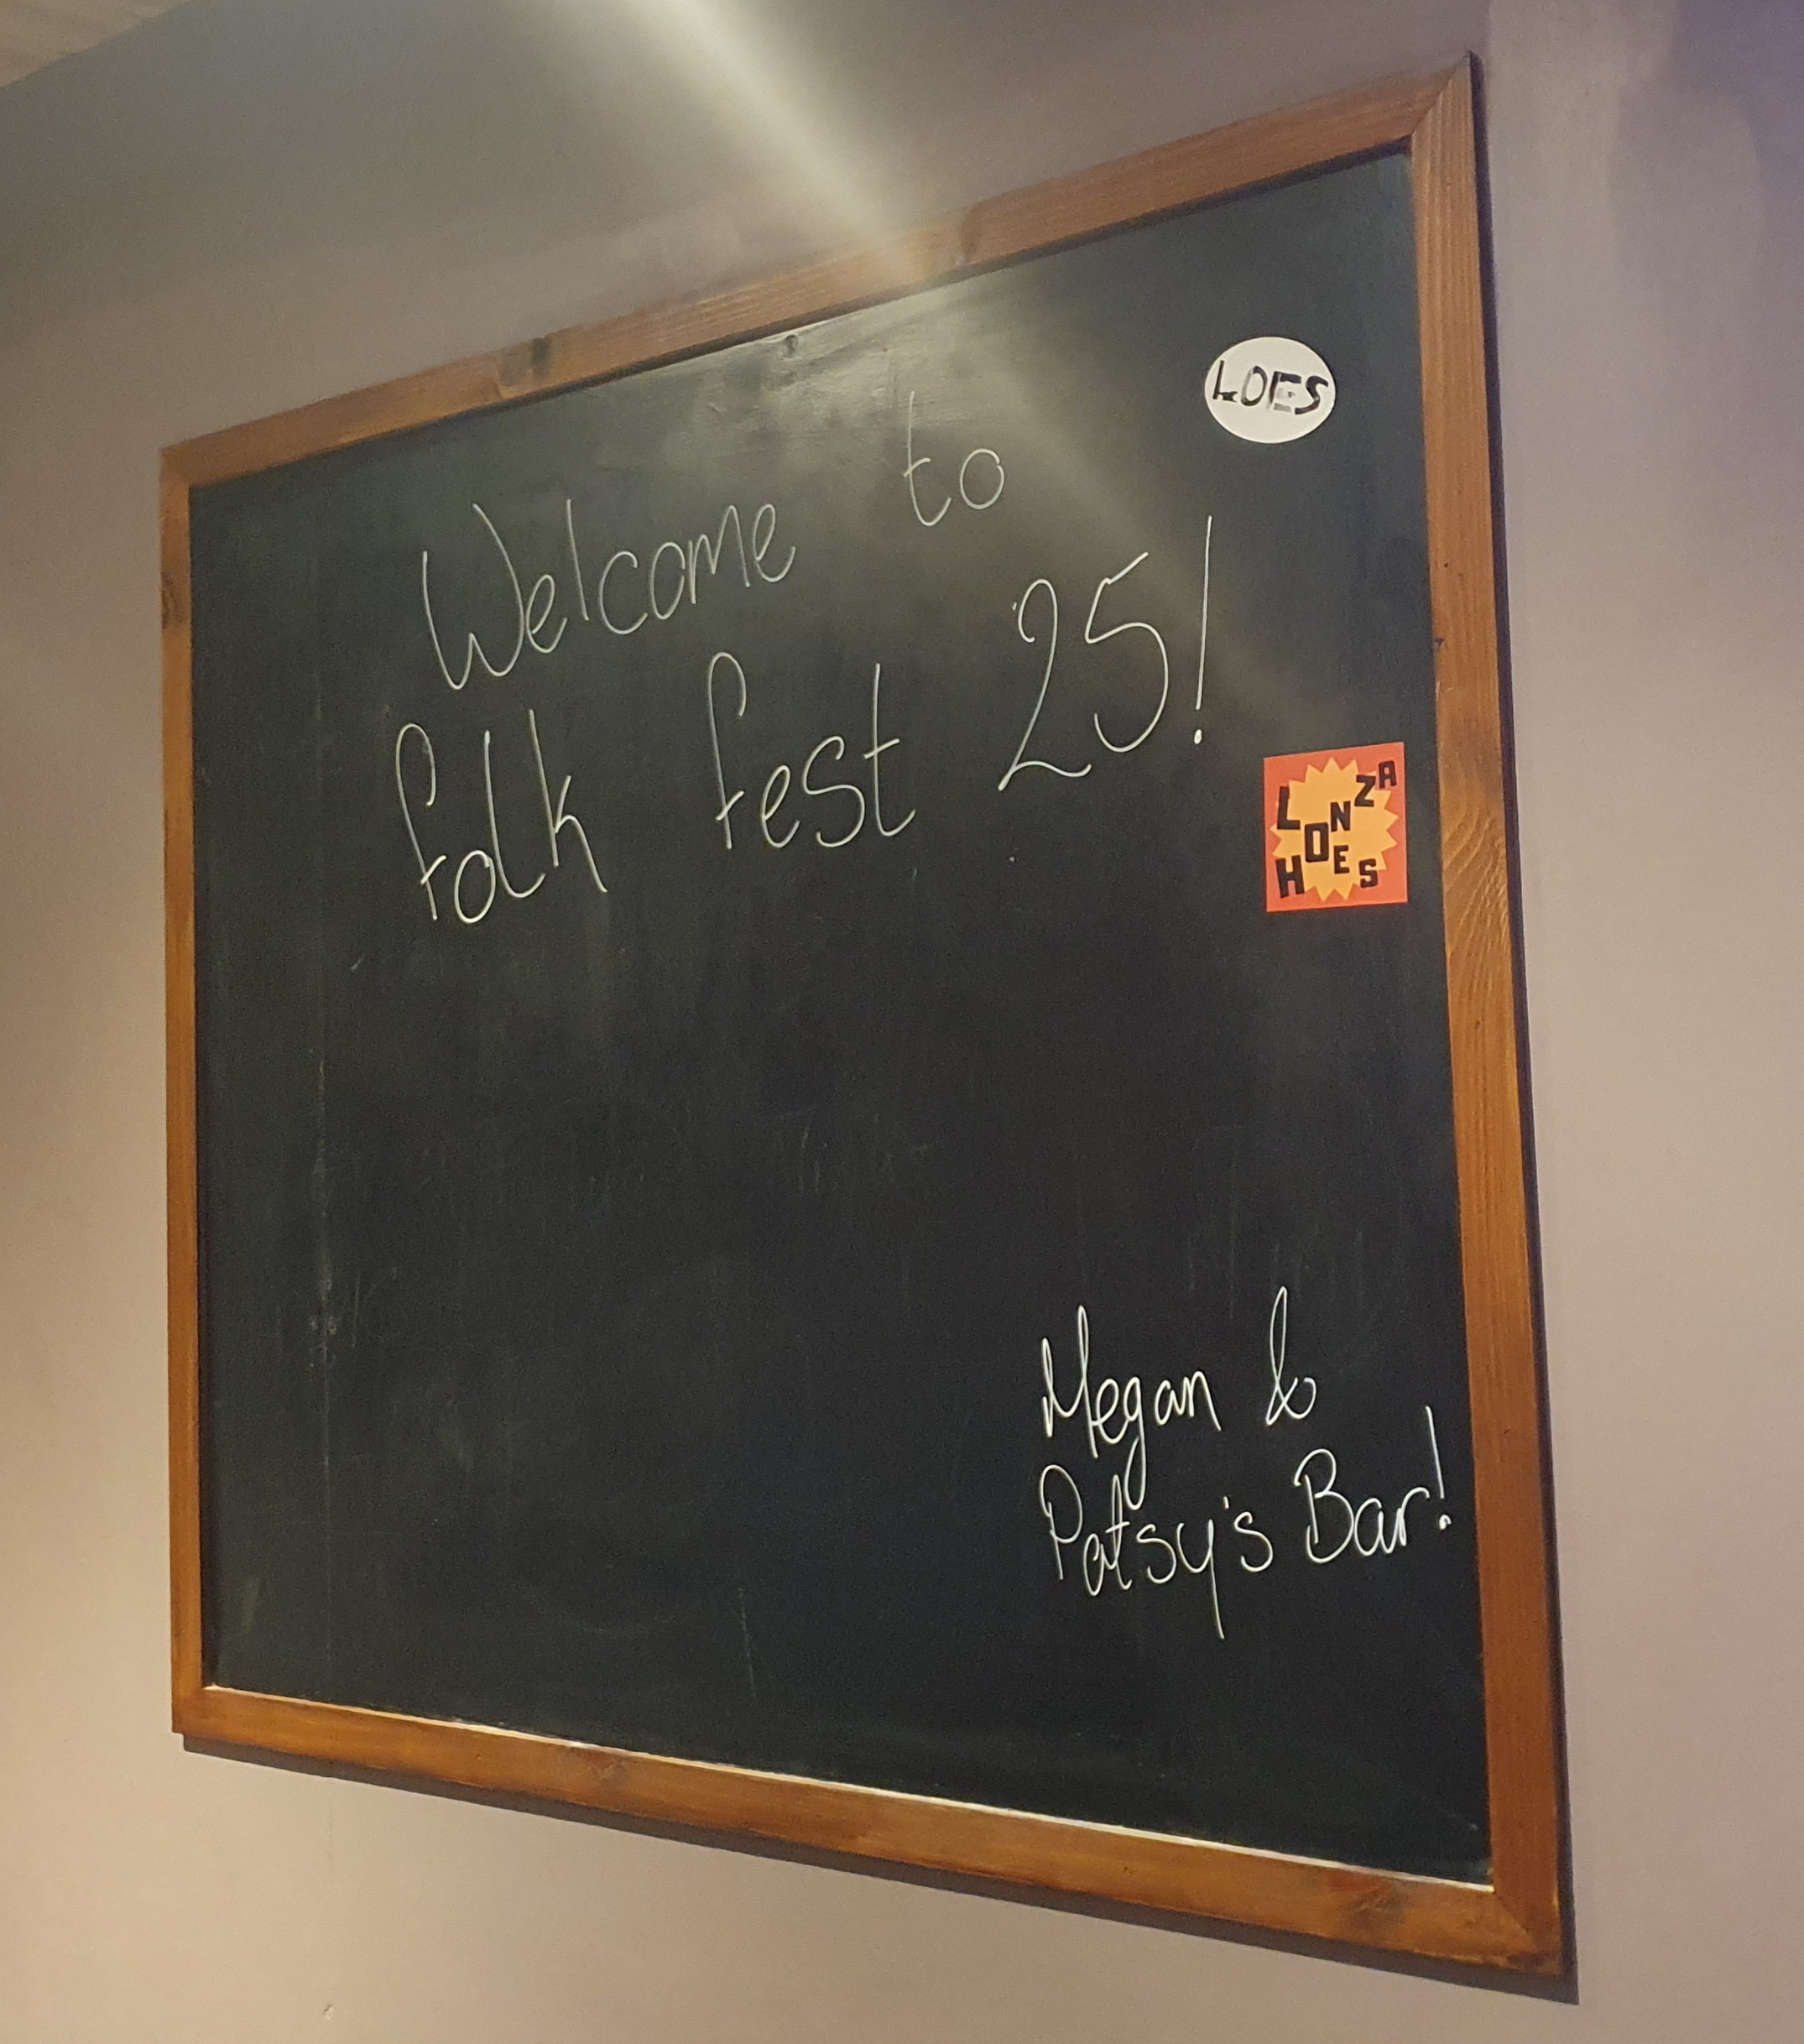 LOES
Welcome to
folk fest 25!
LONZA
HOES
Megan &
Patsy's Bar!